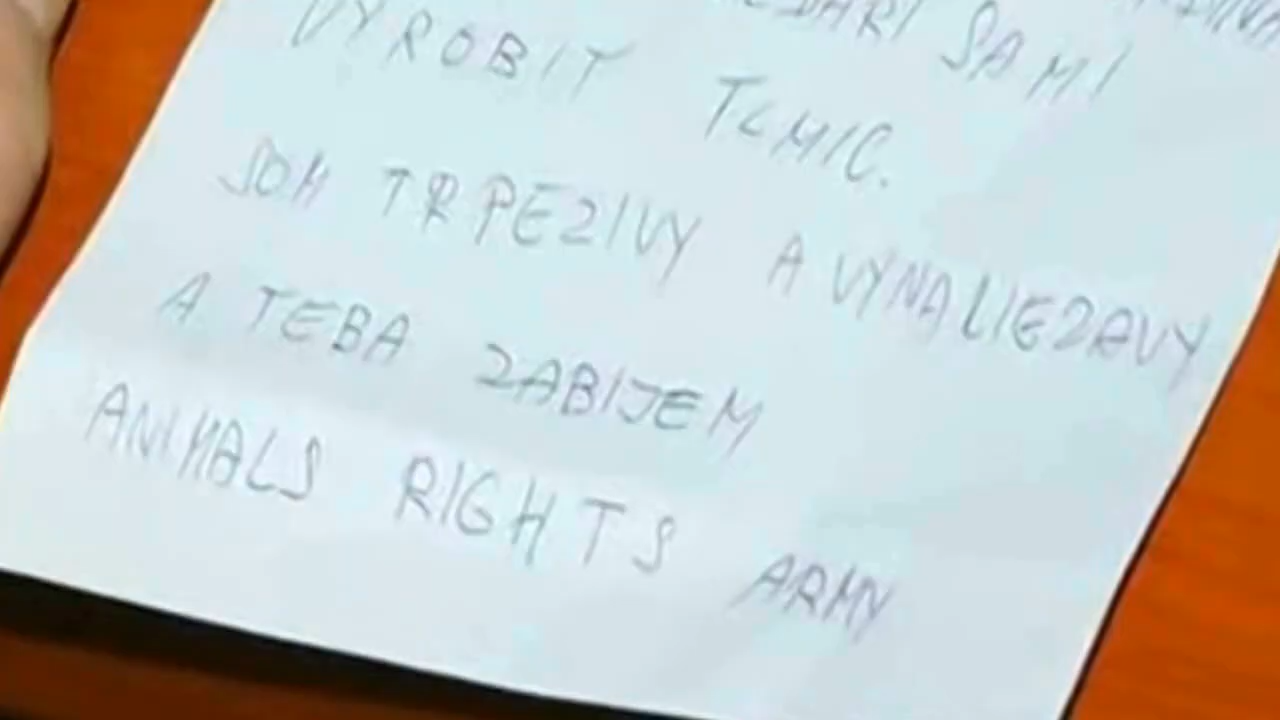 SAMI
VYROBIT TLMIC.
SOM TRPEZIVY A VYNALIEZAVY
A TEBA ZABIJEM
ANIMALS RIGHTS ARMY